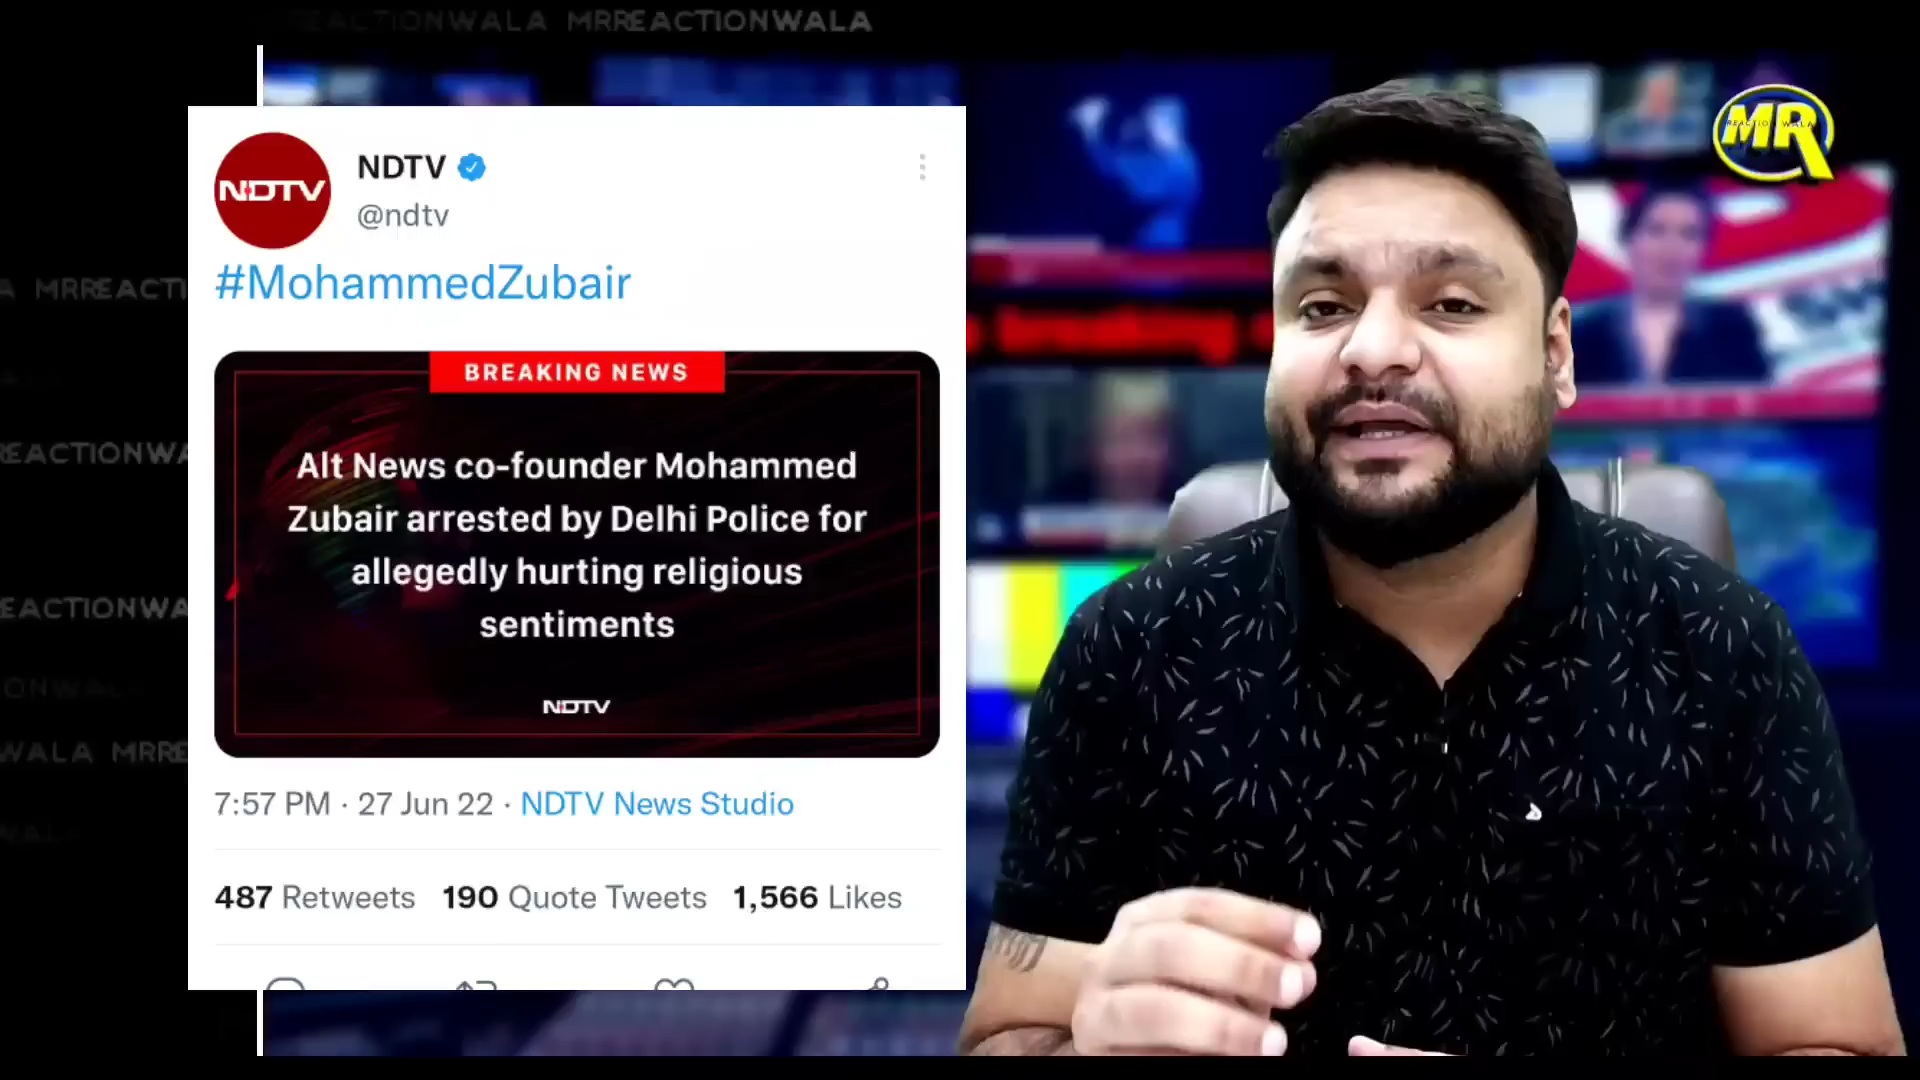 MRREACTIONWALA
NDTV
NDTV
@ndtv
#MohammedZubair
BREAKING NEWS
Alt News co-founder Mohammed
Zubair arrested by Delhi Police for
allegedly hurting religious
sentiments
NDTV
7:57 PM · 27 Jun 22 · NDTV News Studio
487 Retweets 190 Quote Tweets 1,566 Likes
MR
REACTION WALA